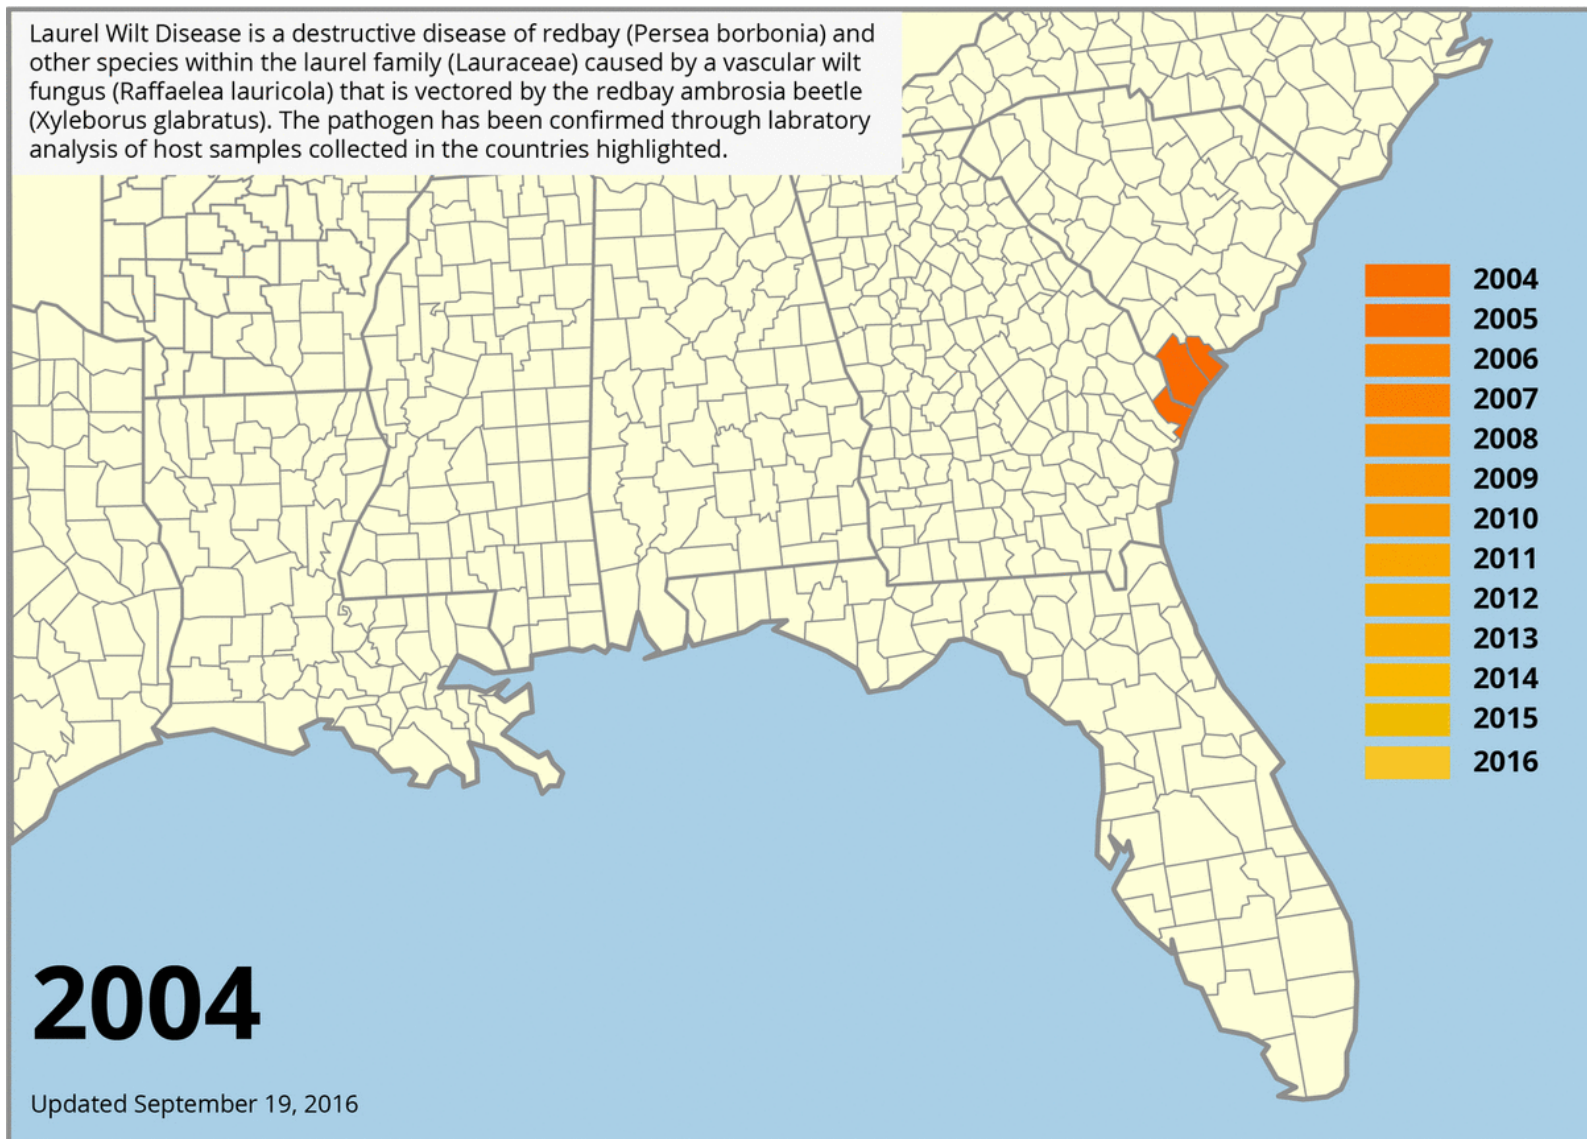 Laurel Wilt Disease is a destructive disease of redbay (Persea borbonia) and
other species within the laurel family (Lauraceae) caused by a vascular wilt
fungus (Raffaelea lauricola) that is vectored by the redbay ambrosia beetle
(Xyleborus glabratus). The pathogen has been confirmed through labratory
analysis of host samples collected in the countries highlighted.
2004
2005
2006
2007
2008
2009
2010
2011
2012
2013
2014
2015
2016
2004
Updated September 19, 2016